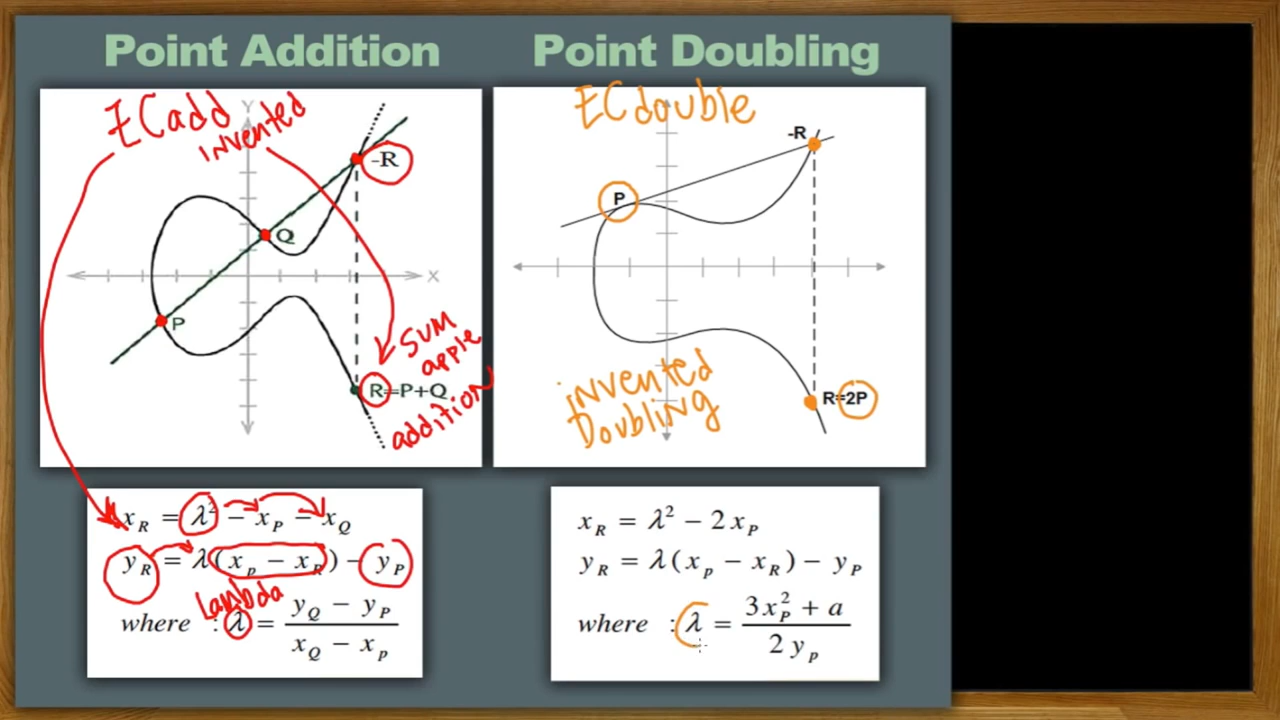 Point Addition
ECadd
invented
Y
-R
Q
X
P
SUM
apple
R=P+Q
addition
x_R = λ² − x_P − x_Q
y_R = λ(x_p − x_R) − y_P
lambda
where : λ = (y_Q − y_P) / (x_Q − x_p)
Point Doubling
ECdouble
-R
P
R=2P
invented
Doubling
x_R = λ² − 2x_P
y_R = λ(x_p − x_R) − y_P
where : λ = (3x_P² + a) / (2y_p)